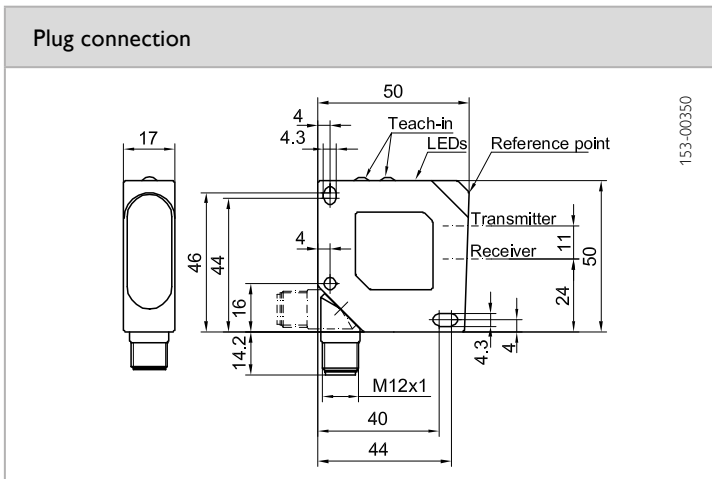 Plug connection
50
4
4.3
Teach-in
LEDs
Reference point
153-00350
17
Transmitter
Receiver
11
50
24
46
44
4
16
14.2
4.3
4
M12x1
40
44